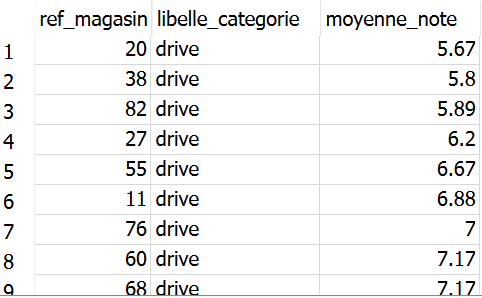 ref_magasin libelle_categorie moyenne_note
1 20 drive 5.67
2 38 drive 5.8
3 82 drive 5.89
4 27 drive 6.2
5 55 drive 6.67
6 11 drive 6.88
7 76 drive 7
8 60 drive 7.17
9 68 drive 7.17